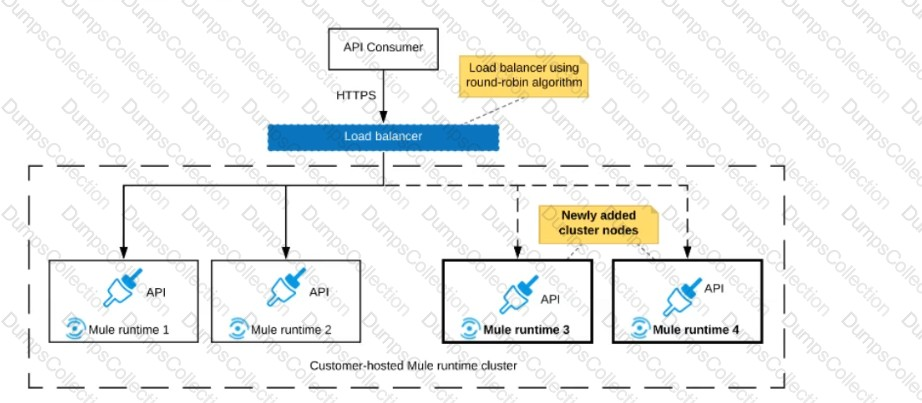 API Consumer
Load balancer using
round-robin algorithm
HTTPS
Load balancer
Newly added
cluster nodes
API
API
API
API
Mule runtime 1
Mule runtime 2
Mule runtime 3
Mule runtime 4
Customer-hosted Mule runtime cluster
DumpsCollection